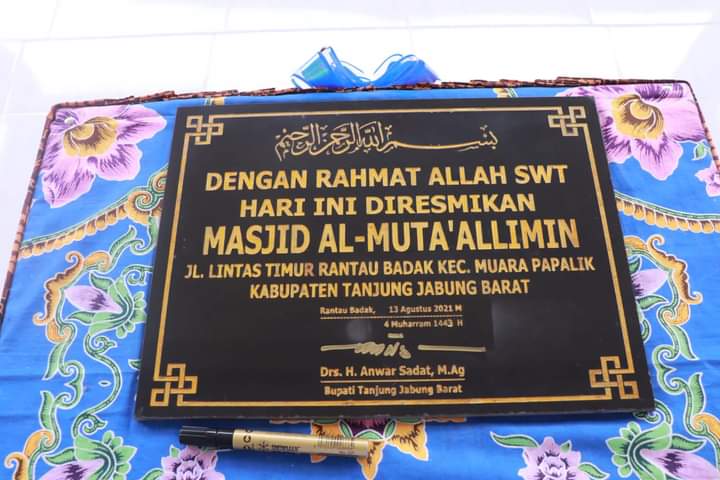 بسم الله الرحمن الرحيم
DENGAN RAHMAT ALLAH SWT
HARI INI DIRESMIKAN
MASJID AL-MUTA'ALLIMIN
JL. LINTAS TIMUR RANTAU BADAK KEC. MUARA PAPALIK
KABUPATEN TANJUNG JABUNG BARAT
Rantau Badak, 13 Agustus 2021 M
4 Muharram 1443 H
Drs. H. Anwar Sadat, M.Ag
Bupati Tanjung Jabung Barat